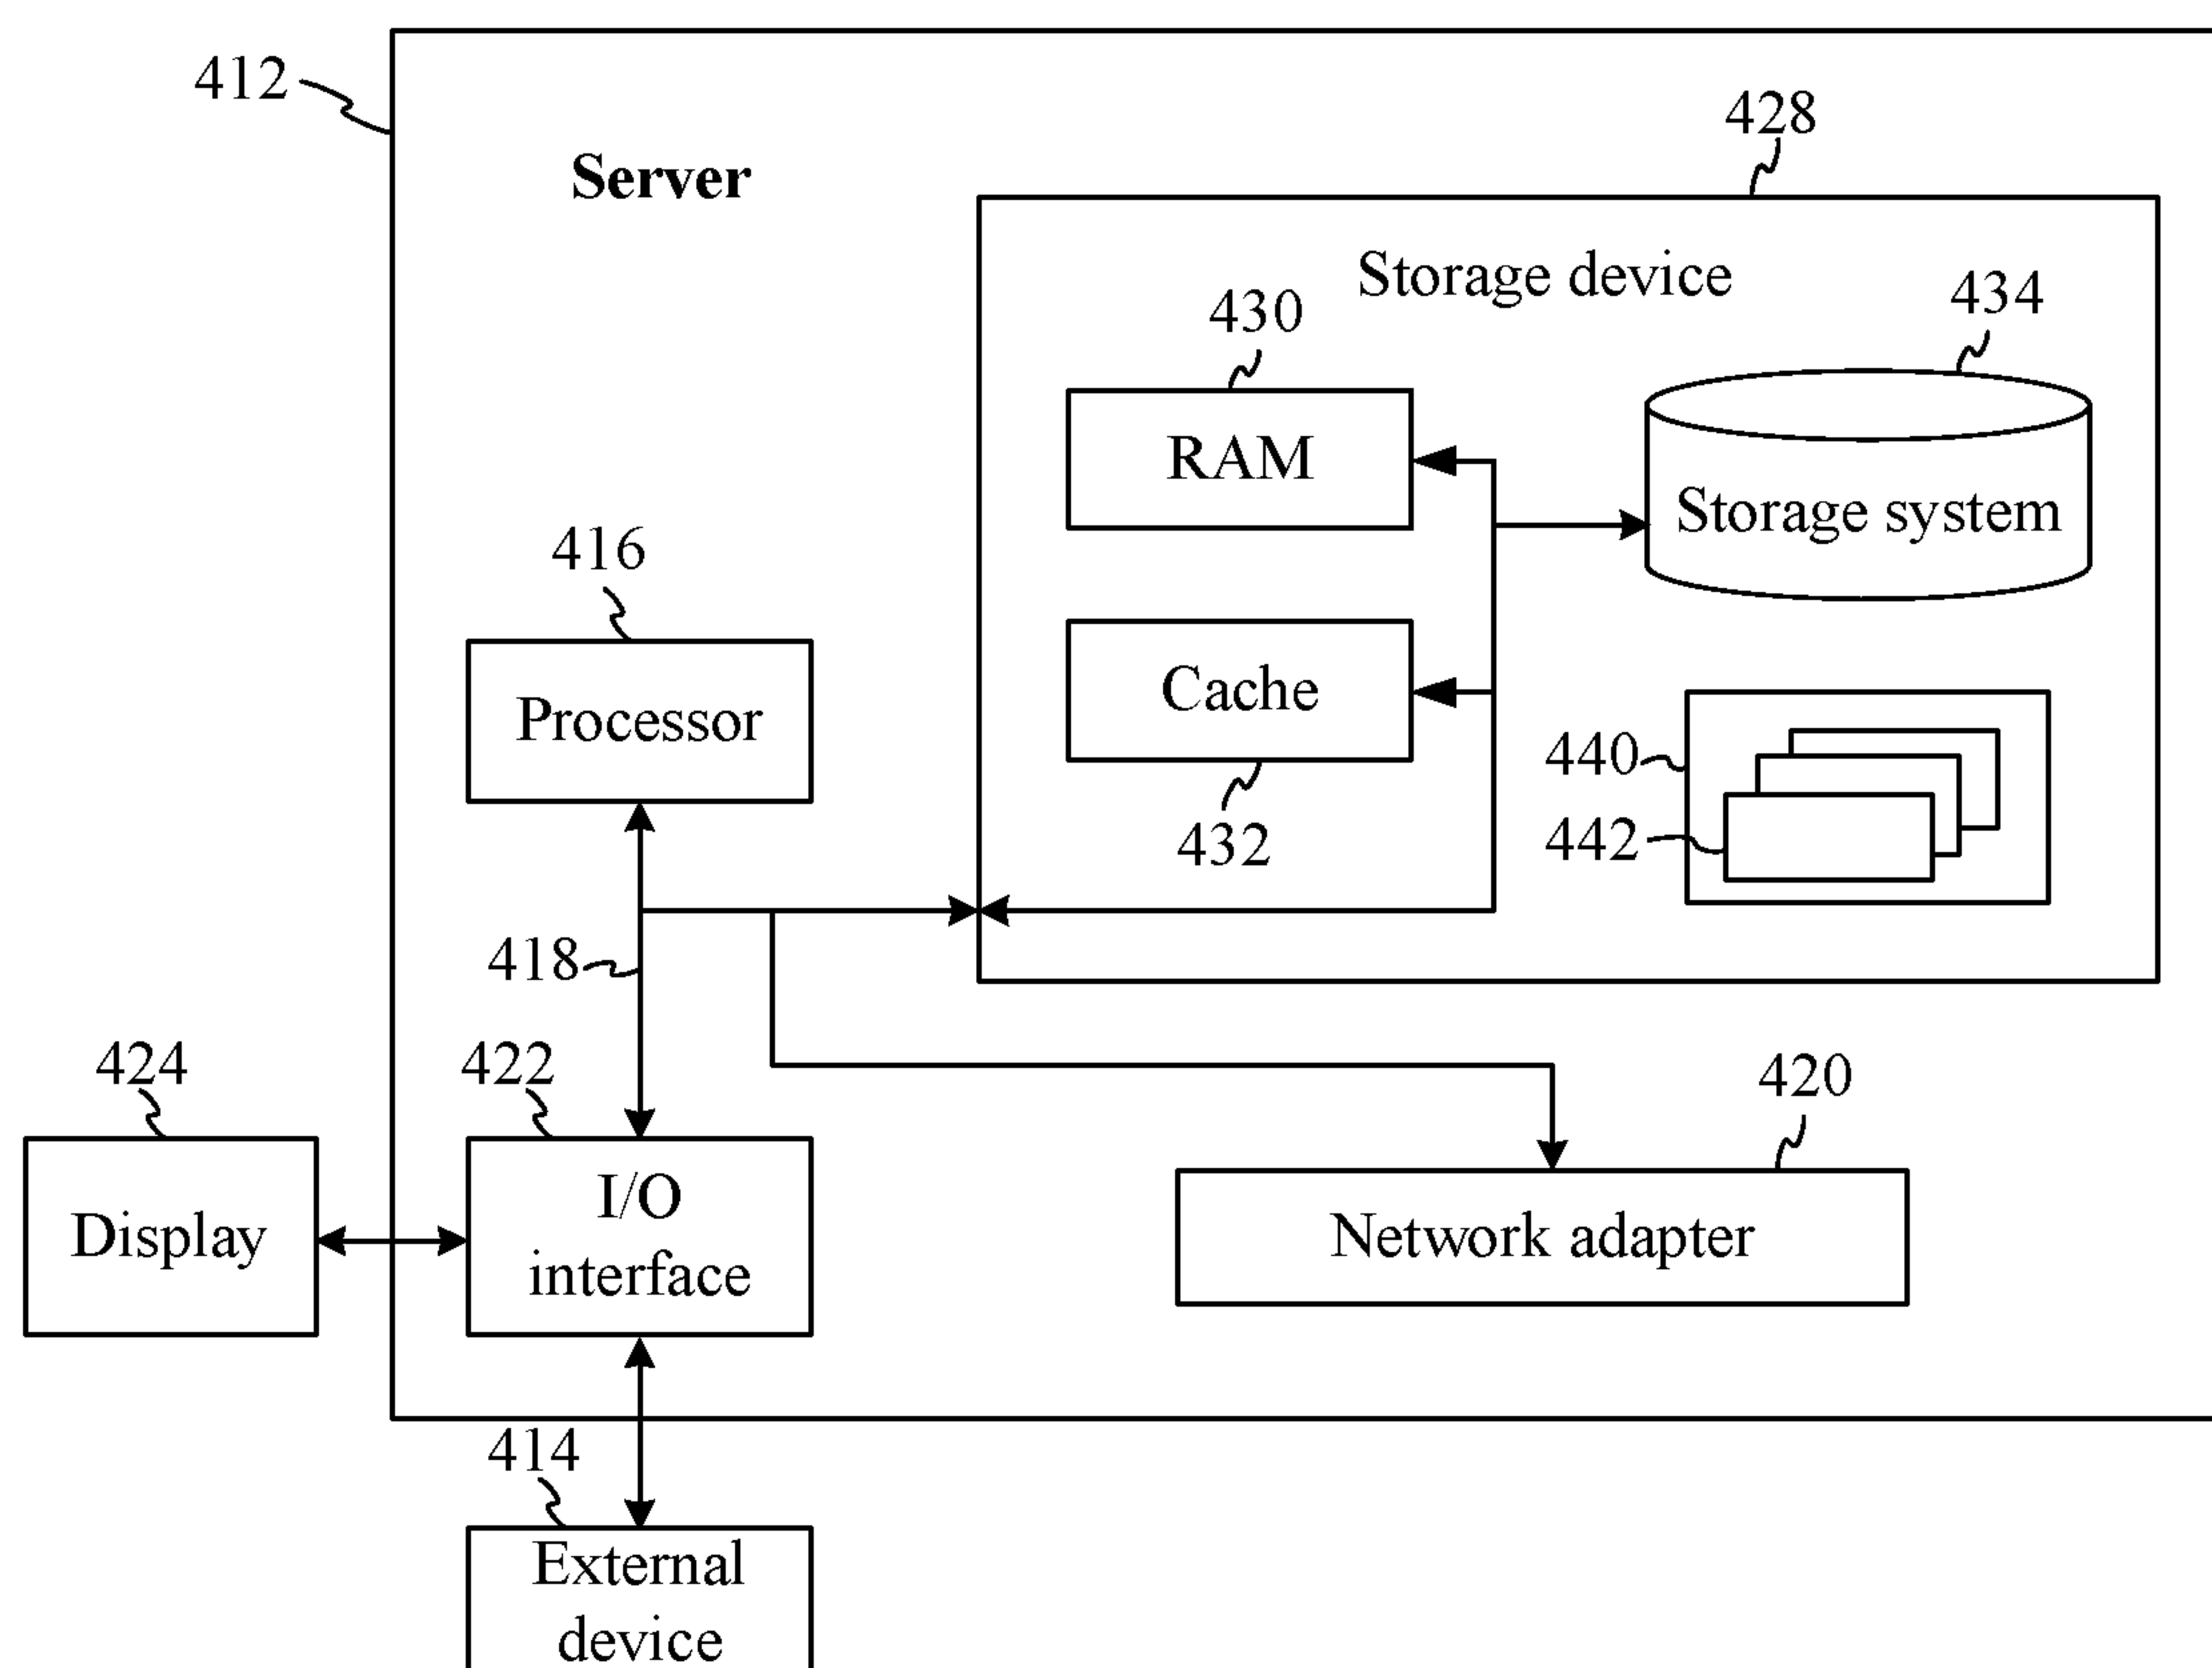 412
Server
428
Storage device
430
434
RAM
Storage system
416
Processor
Cache
440
442
432
418
424
422
420
Display
I/O
interface
Network adapter
414
External
device